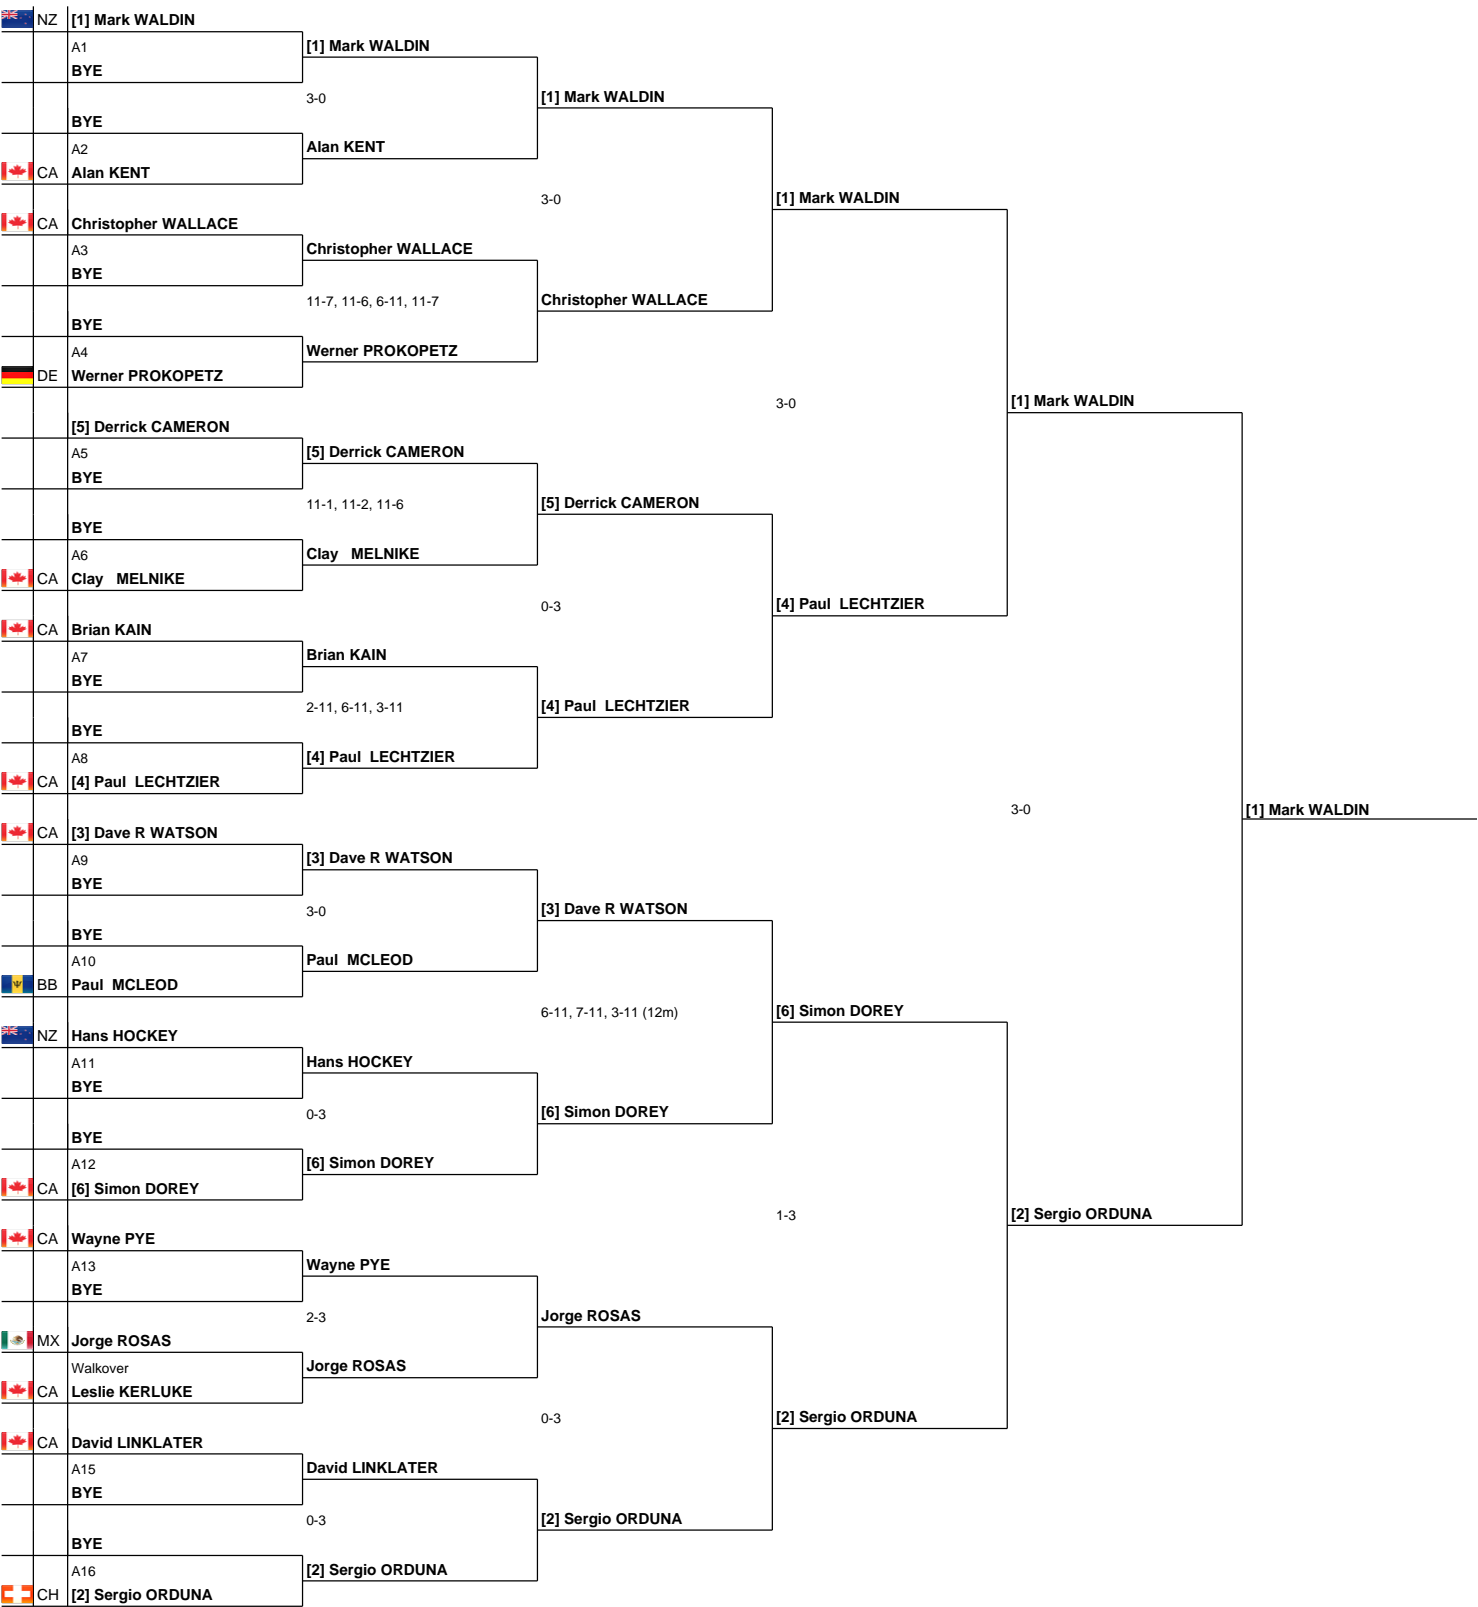 NZ [1] Mark WALDIN
A1 [1] Mark WALDIN
BYE
3-0 [1] Mark WALDIN
BYE
A2 Alan KENT
CA Alan KENT
3-0 [1] Mark WALDIN
CA Christopher WALLACE
A3 Christopher WALLACE
BYE
11-7, 11-6, 6-11, 11-7 Christopher WALLACE
BYE
A4 Werner PROKOPETZ
DE Werner PROKOPETZ
3-0 [1] Mark WALDIN
[5] Derrick CAMERON
A5 [5] Derrick CAMERON
BYE
11-1, 11-2, 11-6 [5] Derrick CAMERON
BYE
A6 Clay MELNIKE
CA Clay MELNIKE
0-3 [4] Paul LECHTZIER
CA Brian KAIN
A7 Brian KAIN
BYE
2-11, 6-11, 3-11 [4] Paul LECHTZIER
BYE
A8 [4] Paul LECHTZIER
CA [4] Paul LECHTZIER
3-0 [1] Mark WALDIN
CA [3] Dave R WATSON
A9 [3] Dave R WATSON
BYE
3-0 [3] Dave R WATSON
BYE
A10 Paul MCLEOD
BB Paul MCLEOD
6-11, 7-11, 3-11 (12m) [6] Simon DOREY
NZ Hans HOCKEY
A11 Hans HOCKEY
BYE
0-3 [6] Simon DOREY
BYE
A12 [6] Simon DOREY
CA [6] Simon DOREY
1-3 [2] Sergio ORDUNA
CA Wayne PYE
A13 Wayne PYE
BYE
2-3 Jorge ROSAS
MX Jorge ROSAS
Walkover Jorge ROSAS
CA Leslie KERLUKE
0-3 [2] Sergio ORDUNA
CA David LINKLATER
A15 David LINKLATER
BYE
0-3 [2] Sergio ORDUNA
BYE
A16 [2] Sergio ORDUNA
CH [2] Sergio ORDUNA